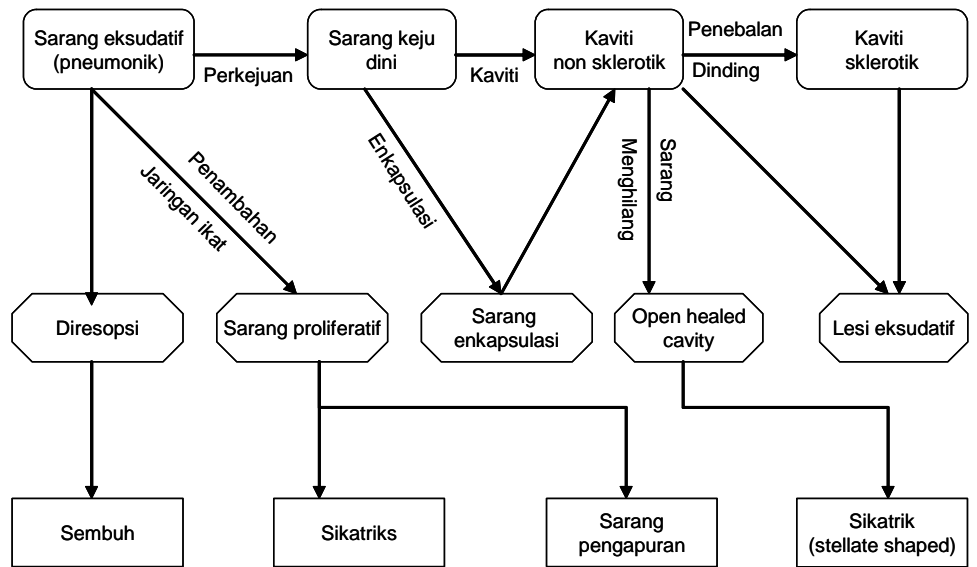 Sarang eksudatif
(pneumonik)
Perkejuan
Sarang keju
dini
Kaviti
Kaviti
non sklerotik
Penebalan
Dinding
Kaviti
sklerotik
Penambahan
Jaringan ikat
Enkapsulasi
Sarang
Menghilang
Diresopsi
Sarang proliferatif
Sarang
enkapsulasi
Open healed
cavity
Lesi eksudatif
Sembuh
Sikatriks
Sarang
pengapuran
Sikatrik
(stellate shaped)